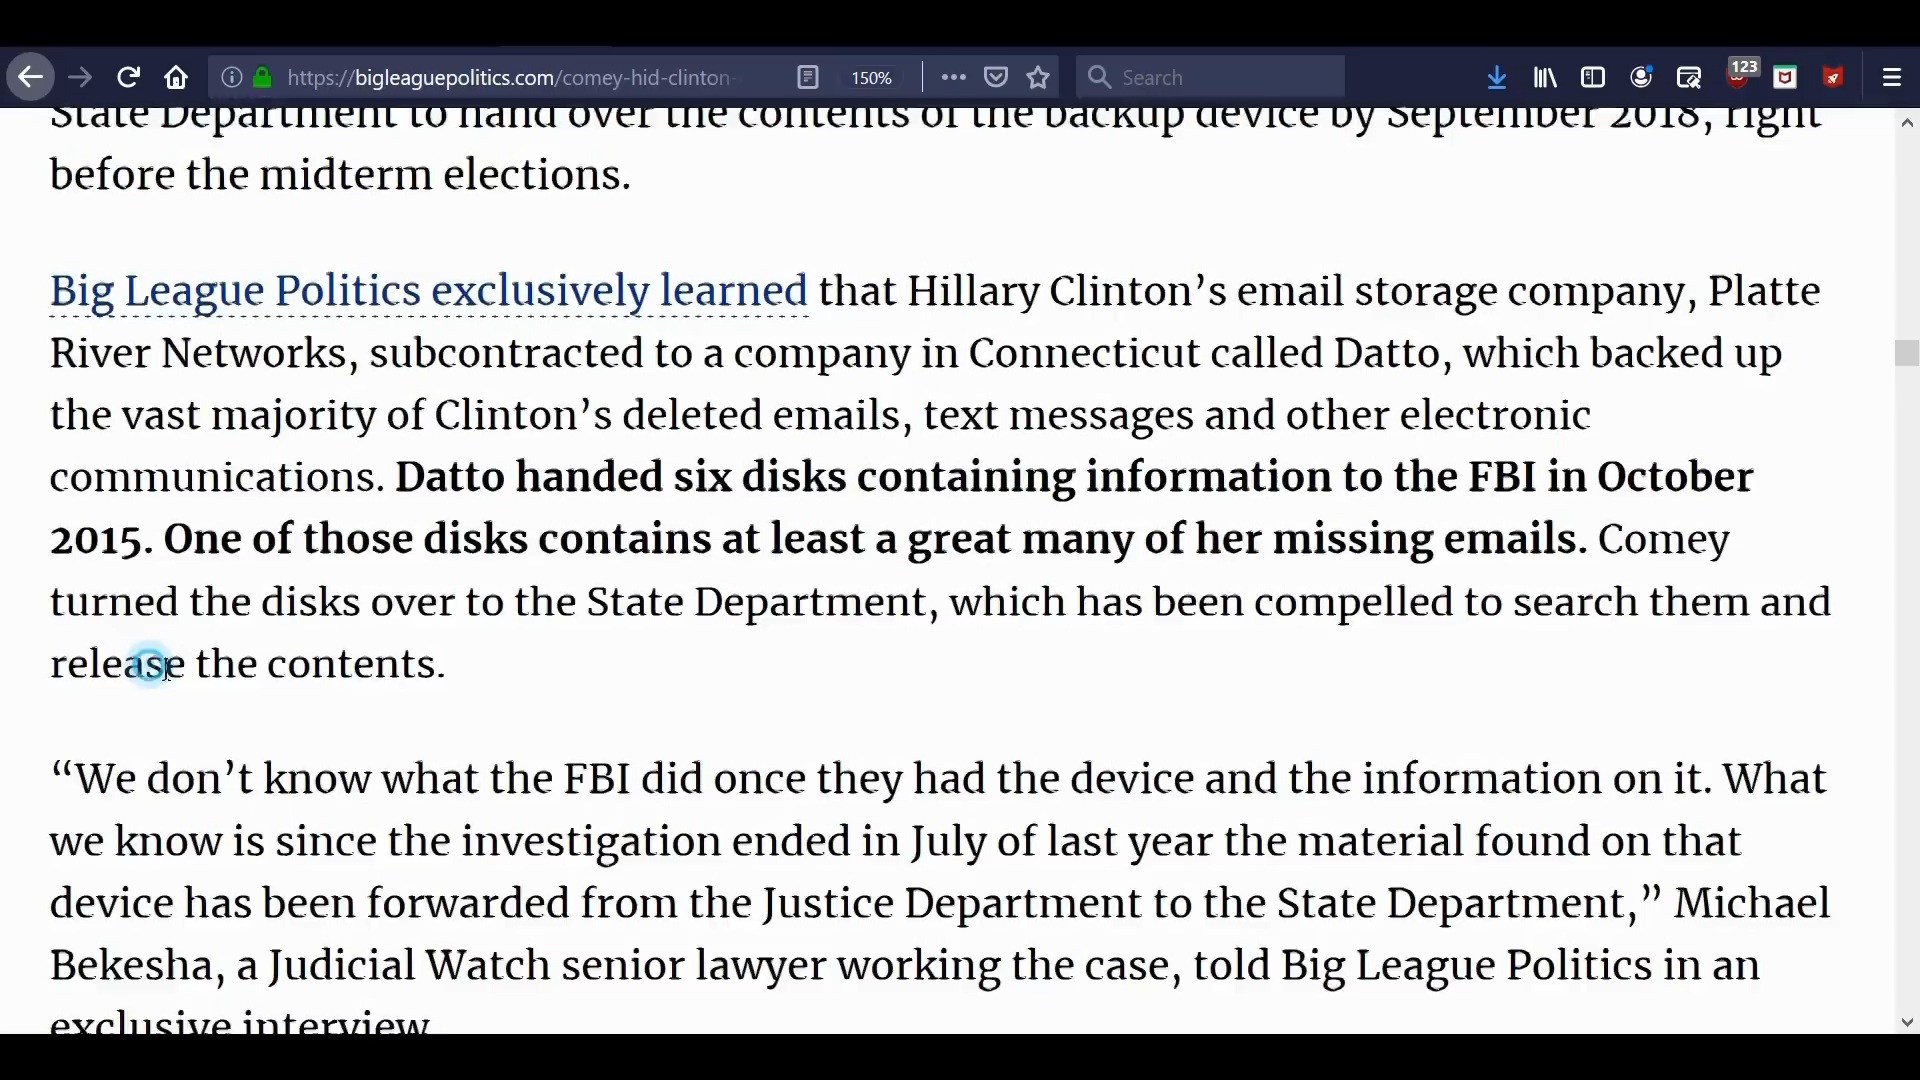 https://bigleaguepolitics.com/comey-hid-clinton-
150%
Search
123
State Department to hand over the contents of the backup device by September 2018, right
before the midterm elections.
Big League Politics exclusively learned that Hillary Clinton’s email storage company, Platte
River Networks, subcontracted to a company in Connecticut called Datto, which backed up
the vast majority of Clinton’s deleted emails, text messages and other electronic
communications. Datto handed six disks containing information to the FBI in October
2015. One of those disks contains at least a great many of her missing emails. Comey
turned the disks over to the State Department, which has been compelled to search them and
release the contents.
“We don’t know what the FBI did once they had the device and the information on it. What
we know is since the investigation ended in July of last year the material found on that
device has been forwarded from the Justice Department to the State Department,” Michael
Bekesha, a Judicial Watch senior lawyer working the case, told Big League Politics in an
exclusive interview.